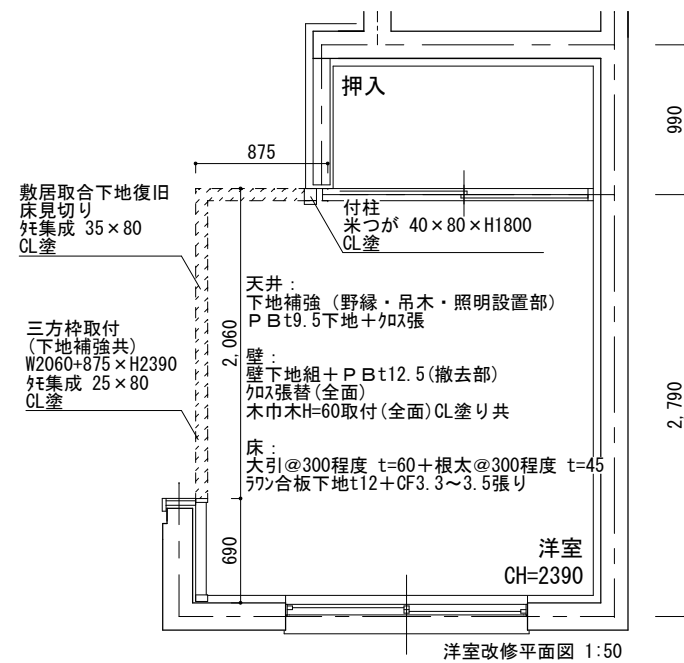 押入
990
875
敷居取合下地復旧
床見切り
ﾀﾓ集成 35×80
CL塗
付柱
米つが 40×80×H1800
CL塗
天井：
下地補強（野縁・吊木・照明設置部）
ＰＢt9.5下地＋ｸﾛｽ張
2,060
三方枠取付
(下地補強共)
W2060+875×H2390
ﾀﾓ集成 25×80
CL塗
壁：
壁下地組＋ＰＢt12.5(撤去部)
ｸﾛｽ張替(全面)
木巾木H=60取付(全面)CL塗り共
2,790
床：
大引@300程度 t=60＋根太@300程度 t=45
ﾗﾜﾝ合板下地t12＋CF3.3～3.5張り
690
洋室
CH=2390
洋室改修平面図 1:50